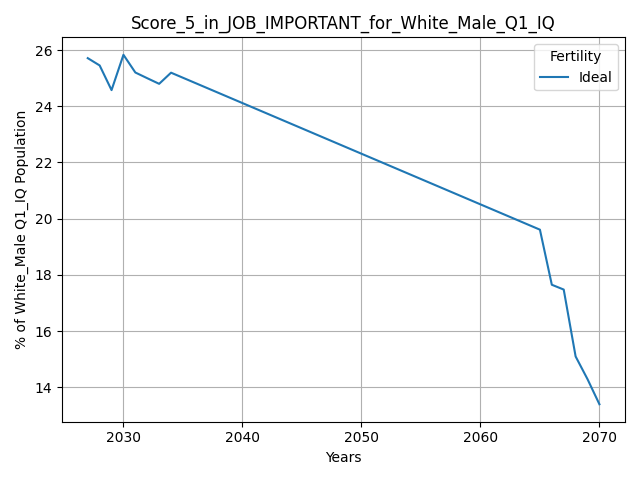 Score_5_in_JOB_IMPORTANT_for_White_Male_Q1_IQ
Fertility
Ideal
26
24
22
20
18
16
14
% of White_Male Q1_IQ Population
2030
2040
2050
2060
2070
Years